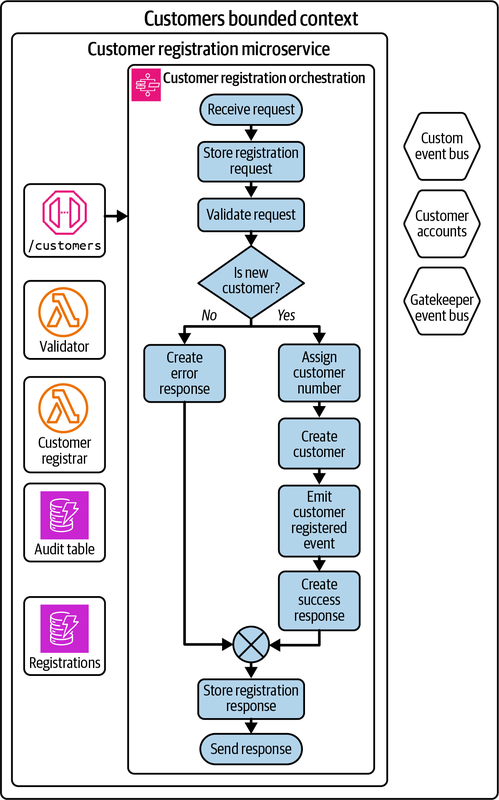 Customers bounded context
Customer registration microservice
Customer registration orchestration
Receive request
Store registration
request
Validate request
Is new
customer?
No
Yes
Create
error
response
Assign
customer
number
Create
customer
Emit
customer
registered
event
Create
success
response
Store registration
response
Send response
/customers
Validator
Customer
registrar
Audit table
Registrations
Custom
event bus
Customer
accounts
Gatekeeper
event bus